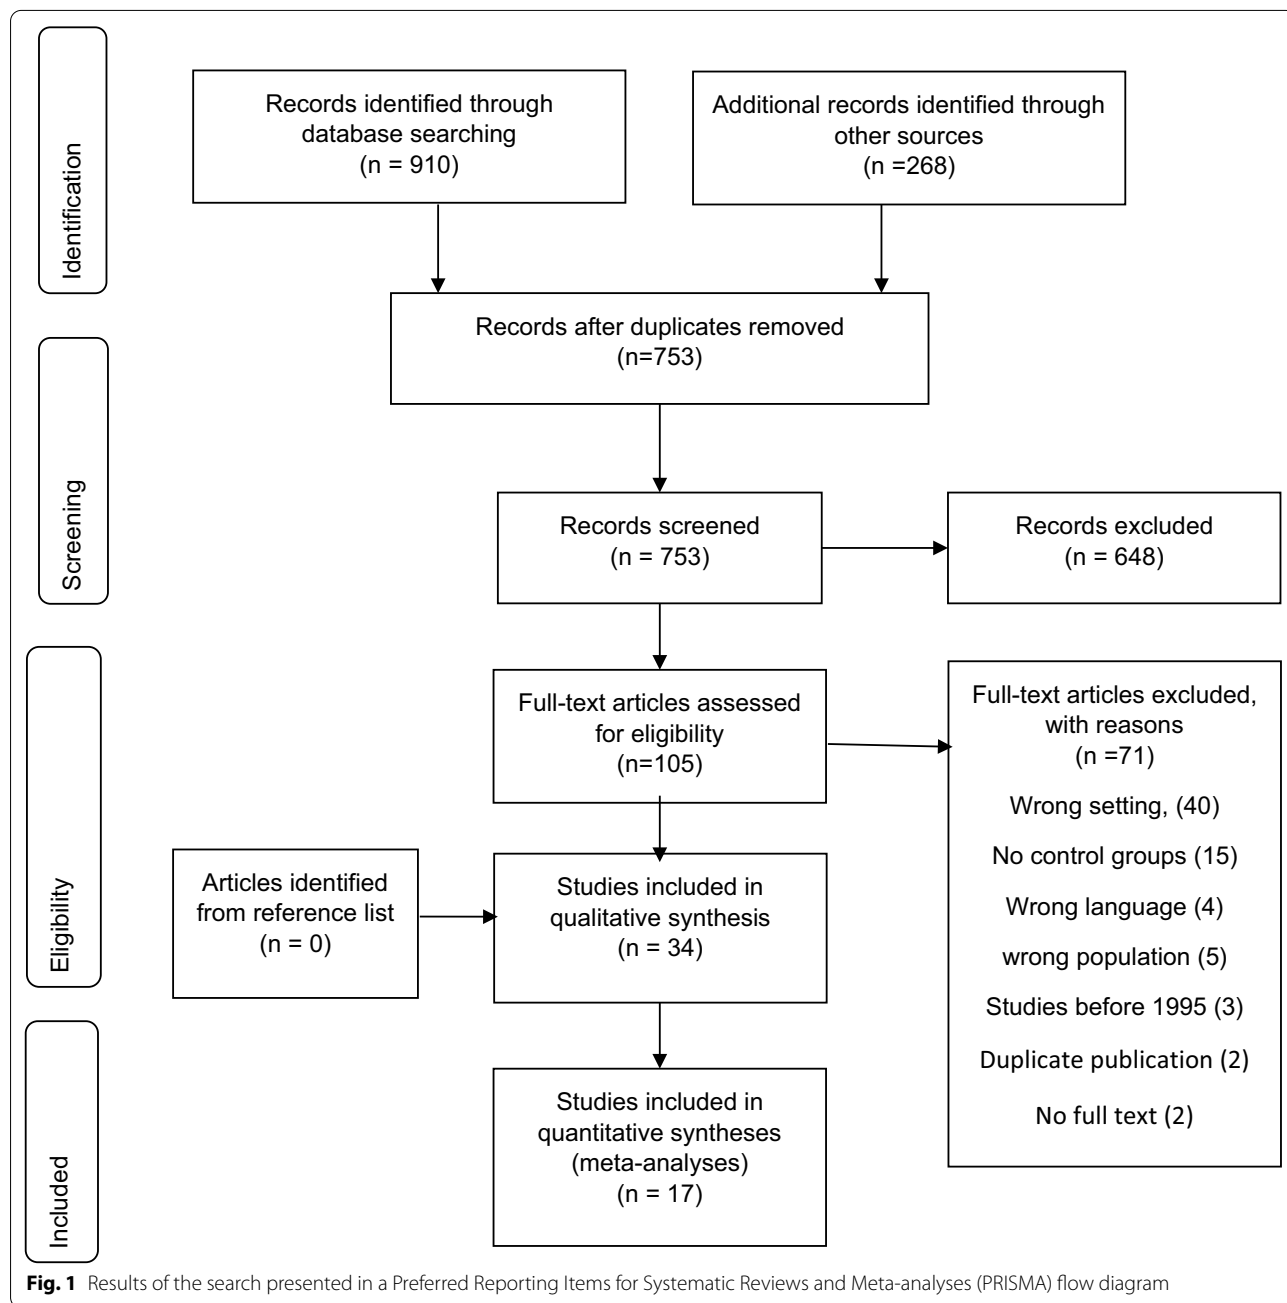 Identification
Records identified through
database searching
(n = 910)
Additional records identified through
other sources
(n =268)
Records after duplicates removed
(n=753)
Screening
Records screened
(n = 753)
Records excluded
(n = 648)
Eligibility
Full-text articles assessed
for eligibility
(n=105)
Full-text articles excluded,
with reasons
(n =71)
Wrong setting, (40)
No control groups (15)
Wrong language (4)
wrong population (5)
Studies before 1995 (3)
Duplicate publication (2)
No full text (2)
Articles identified
from reference list
(n = 0)
Studies included in
qualitative synthesis
(n = 34)
Included
Studies included in
quantitative syntheses
(meta-analyses)
(n = 17)
Fig. 1 Results of the search presented in a Preferred Reporting Items for Systematic Reviews and Meta-analyses (PRISMA) flow diagram